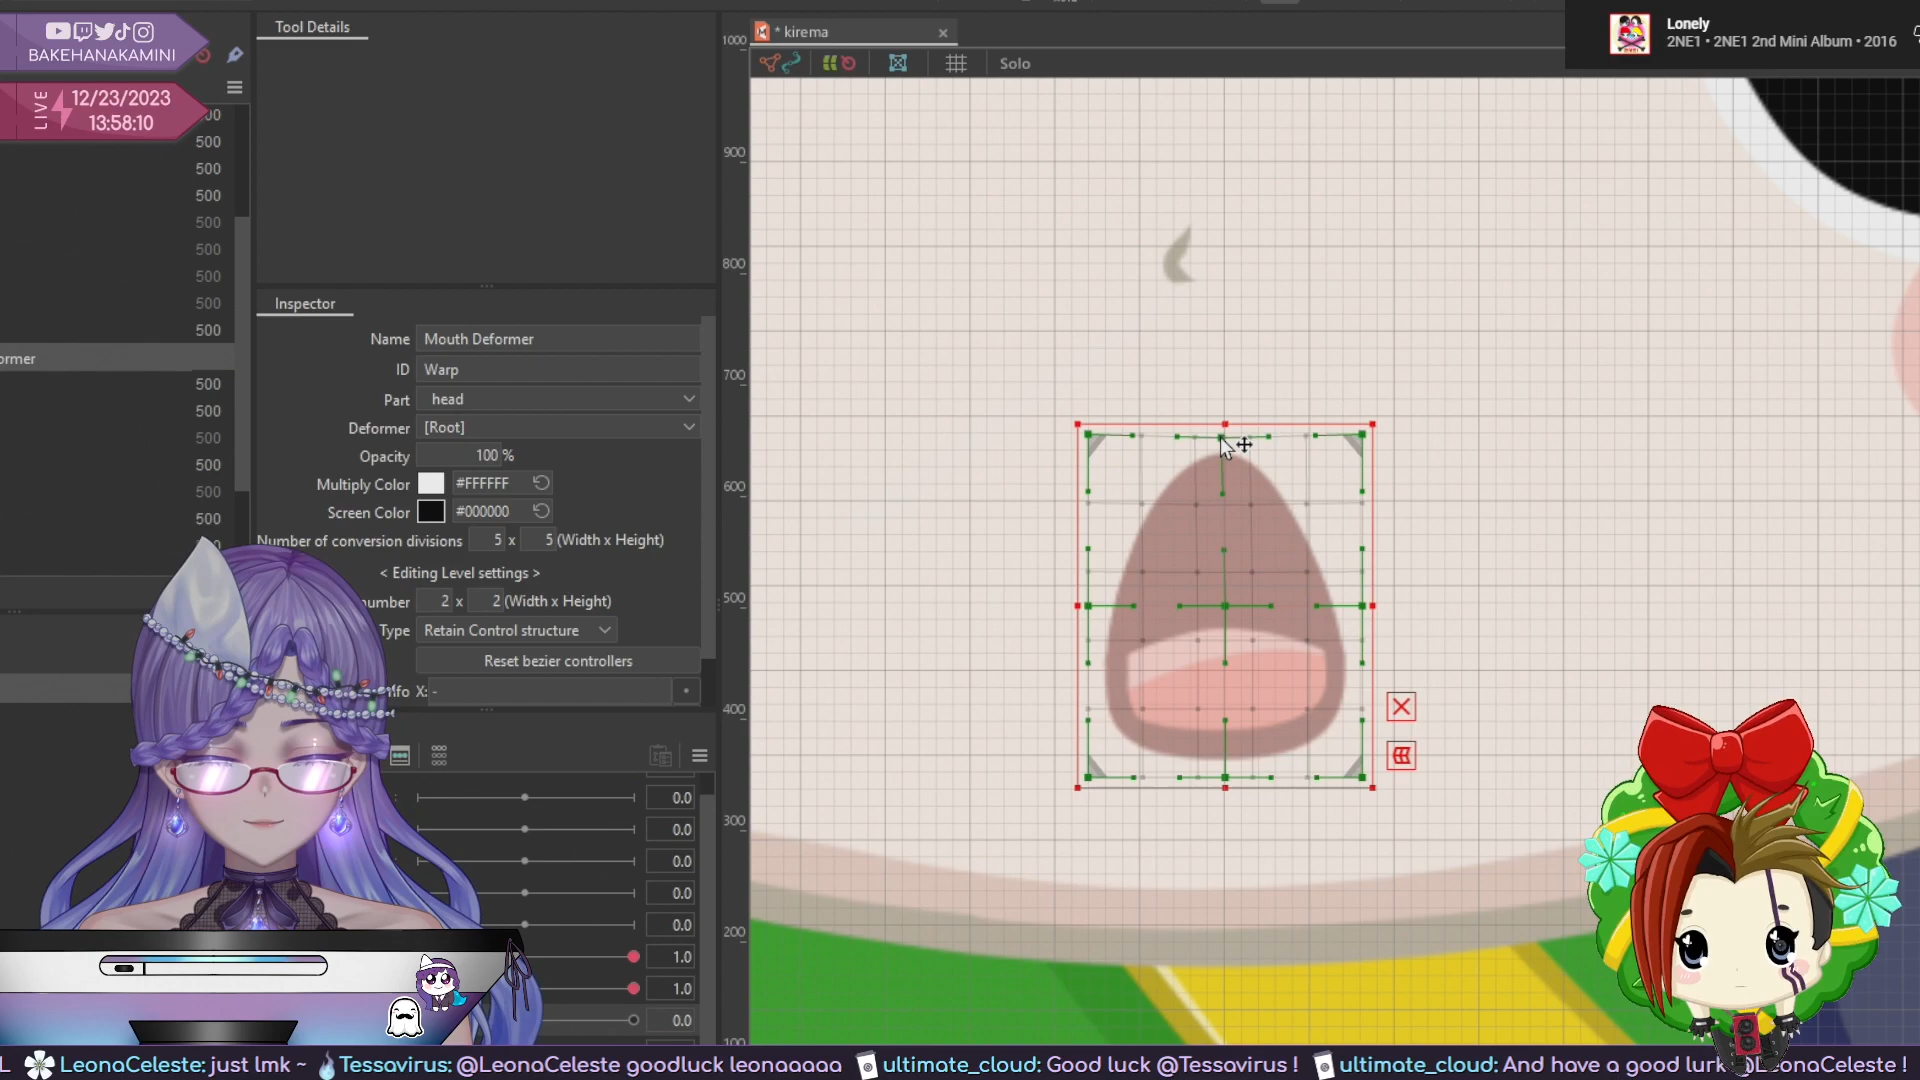 BAKEHANAKAMINI
LIVE
12/23/2023
13:58:10
00
500
500
500
500
500
500
500
500
ormer
500
500
500
500
500
500
Tool Details
Inspector
Name Mouth Deformer
ID Warp
Part head
Deformer [Root]
Opacity 100 %
Multiply Color #FFFFFF
Screen Color #000000
Number of conversion divisions 5 x 5 (Width x Height)
< Editing Level settings >
number 2 x 2 (Width x Height)
Type Retain Control structure
Reset bezier controllers
nfo X: -
0.0
0.0
0.0
0.0
0.0
1.0
1.0
0.0
* kirema
Solo
1000
900
800
700
600
500
400
300
200
100
Lonely
2NE1 • 2NE1 2nd Mini Album • 2016
L LeonaCeleste: just lmk ~ Tessavirus: @LeonaCeleste goodluck leonaaaaa ultimate_cloud: Good luck @Tessavirus ! ultimate_cloud: And have a good lurk @LeonaCeleste !